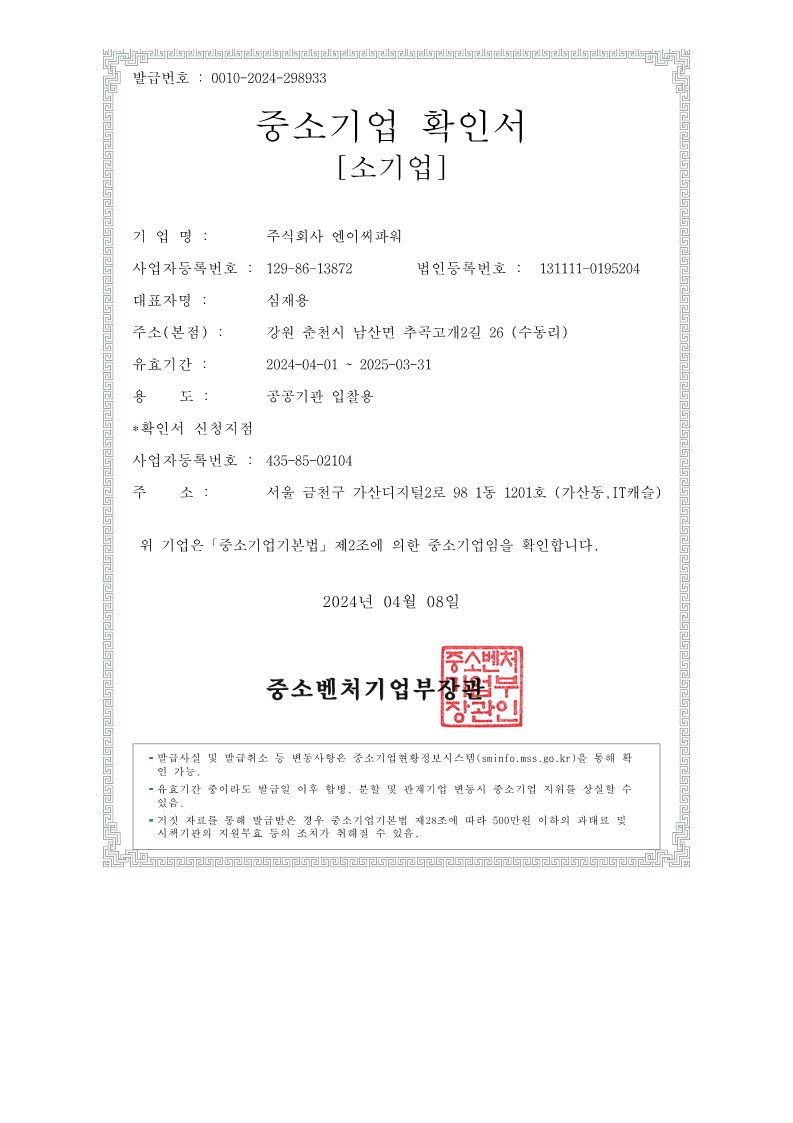 발급번호 : 0010-2024-298933
중소기업 확인서
[소기업]
기 업 명 : 주식회사 엔이씨파워
사업자등록번호 : 129-86-13872 법인등록번호 : 131111-0195204
대표자명 : 심재용
주소(본점) : 강원 춘천시 남산면 추곡고개2길 26 (수동리)
유효기간 : 2024-04-01 ~ 2025-03-31
용 도 : 공공기관 입찰용
*확인서 신청지점
사업자등록번호 : 435-85-02104
주 소 : 서울 금천구 가산디지털2로 98 1동 1201호 (가산동,IT캐슬)
위 기업은「중소기업기본법」제2조에 의한 중소기업임을 확인합니다.
2024년 04월 08일
중소벤처기업부장관
중소벤처
기업부
장관인
- 발급사실 및 발급취소 등 변동사항은 중소기업현황정보시스템(sminfo.mss.go.kr)을 통해 확
인 가능.
- 유효기간 중이라도 발급일 이후 합병, 분할 및 관계기업 변동시 중소기업 지위를 상실할 수
있음.
- 거짓 자료를 통해 발급받은 경우 중소기업기본법 제28조에 따라 500만원 이하의 과태료 및
시책기관의 지원무효 등의 조치가 취해질 수 있음.